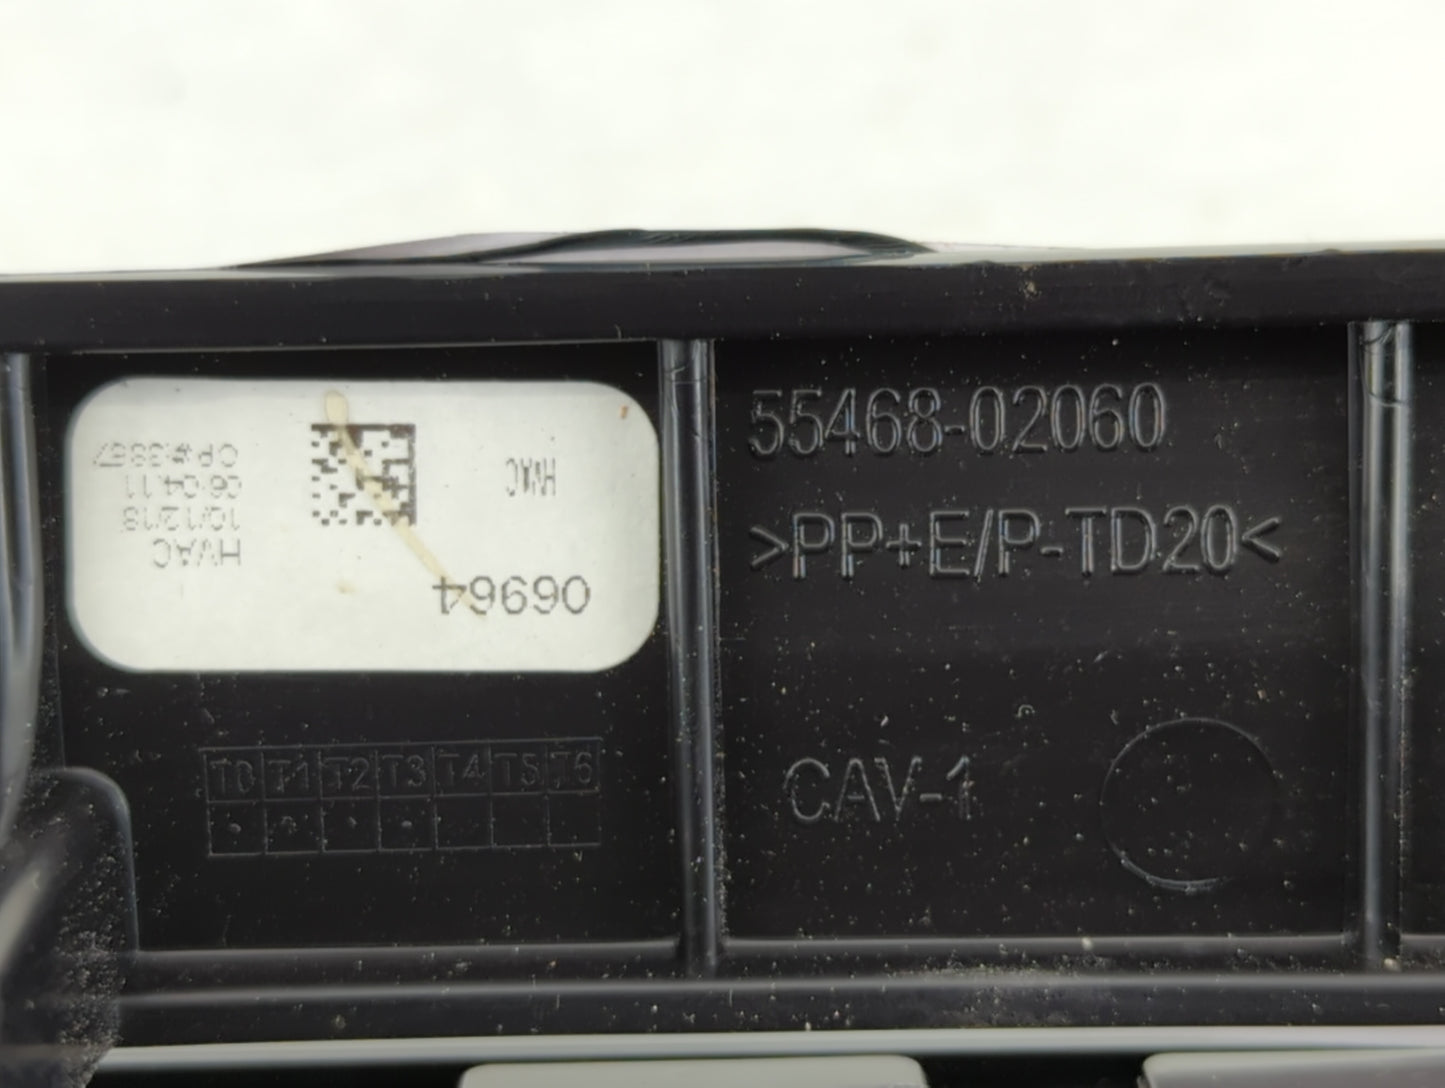 06964
HVAC
HVAC
10/12/18
06:04:11
CP#:3867
55468-02060
>PP+E/P-TD20<
CAV-1
T0 T1 T2 T3 T4 T5 T6